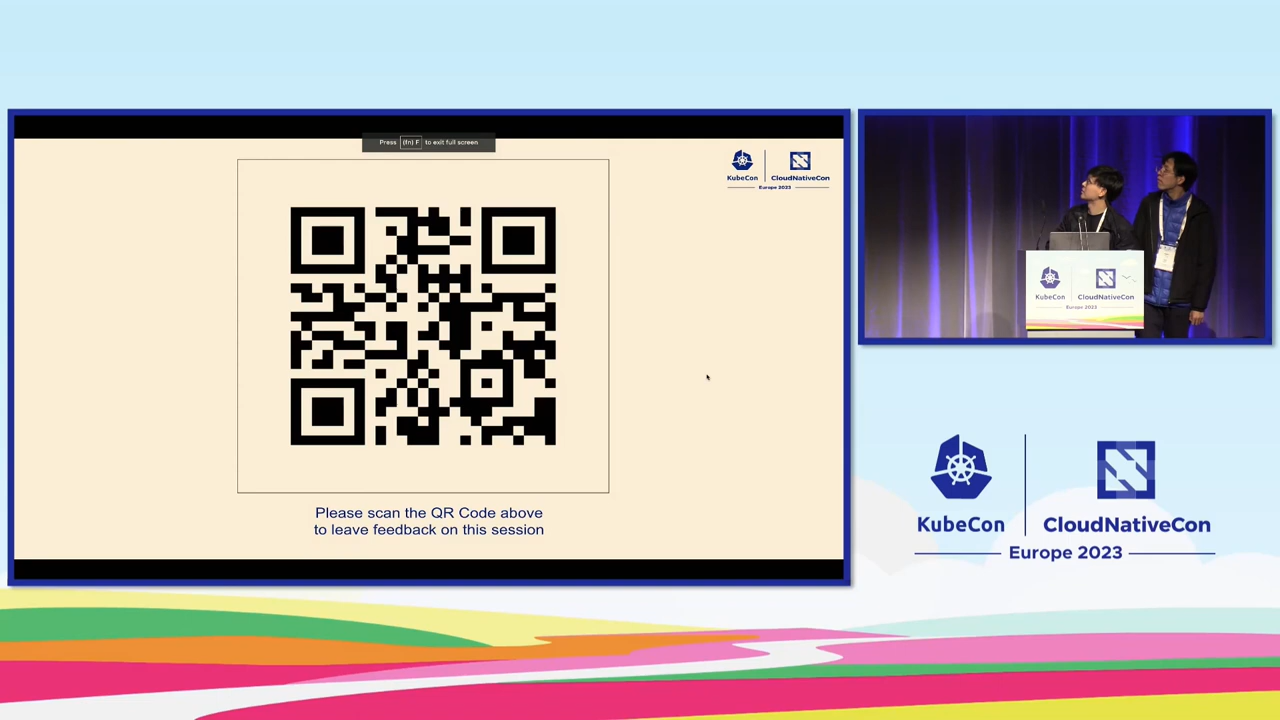 Press (fn) F to exit full screen
KubeCon CloudNativeCon
Europe 2023
Please scan the QR Code above
to leave feedback on this session
KubeCon CloudNativeCon
Europe 2023
KubeCon CloudNativeCon
Europe 2023